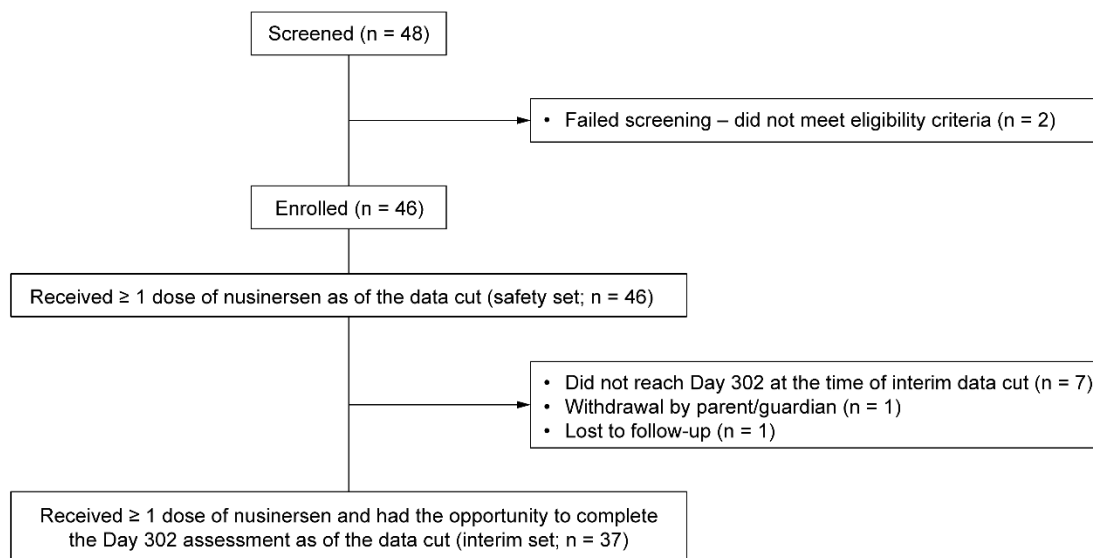 Screened (n = 48)
• Failed screening – did not meet eligibility criteria (n = 2)
Enrolled (n = 46)
Received ≥ 1 dose of nusinersen as of the data cut (safety set; n = 46)
• Did not reach Day 302 at the time of interim data cut (n = 7)
• Withdrawal by parent/guardian (n = 1)
• Lost to follow-up (n = 1)
Received ≥ 1 dose of nusinersen and had the opportunity to complete
the Day 302 assessment as of the data cut (interim set; n = 37)